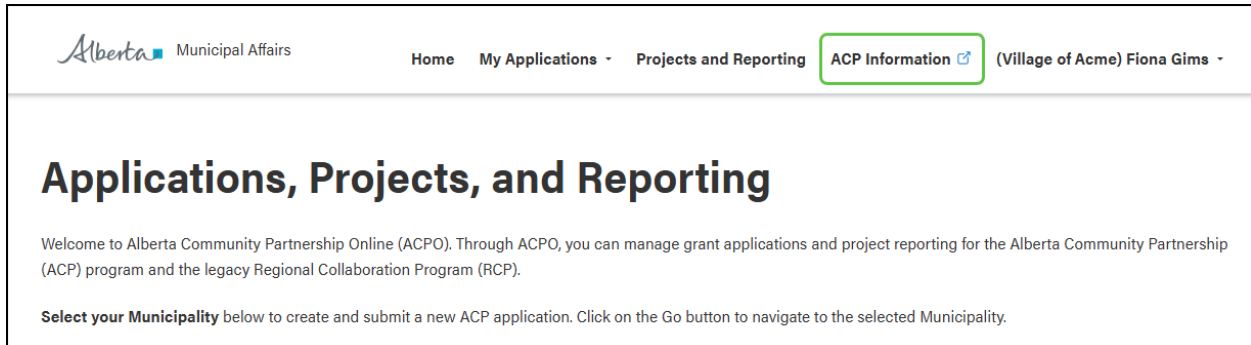 Alberta Municipal Affairs
Home My Applications Projects and Reporting ACP Information (Village of Acme) Fiona Gims
Applications, Projects, and Reporting
Welcome to Alberta Community Partnership Online (ACPO). Through ACPO, you can manage grant applications and project reporting for the Alberta Community Partnership
(ACP) program and the legacy Regional Collaboration Program (RCP).
Select your Municipality below to create and submit a new ACP application. Click on the Go button to navigate to the selected Municipality.